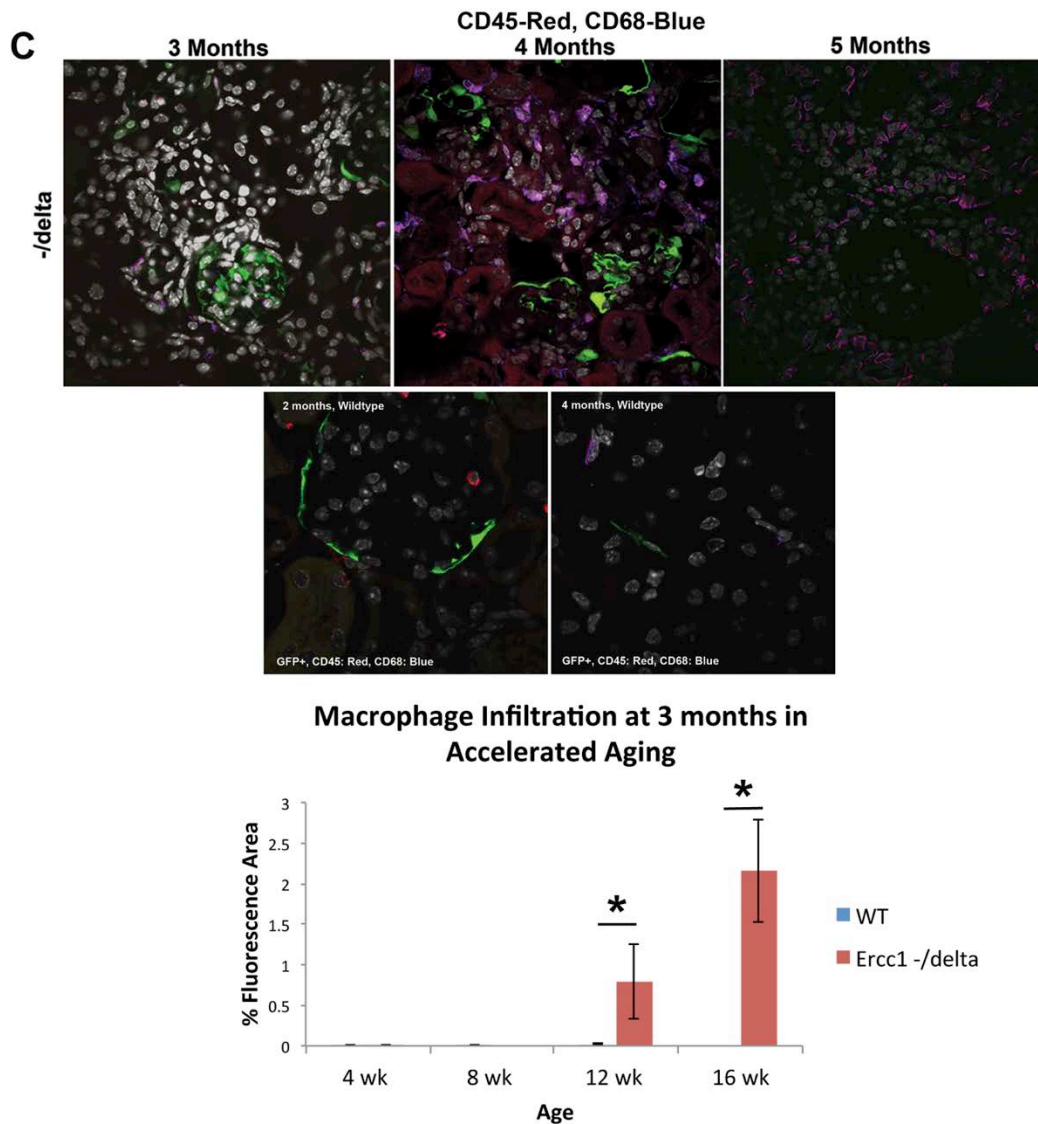 C
CD45-Red, CD68-Blue
3 Months
4 Months
5 Months
-/delta
2 months, Wildtype
4 months, Wildtype
GFP+, CD45: Red, CD68: Blue
GFP+, CD45: Red, CD68: Blue
Macrophage Infiltration at 3 months in
Accelerated Aging
% Fluorescence Area
3
2.5
2
1.5
1
0.5
0
*
*
4 wk
8 wk
12 wk
16 wk
Age
WT
Ercc1 -/delta